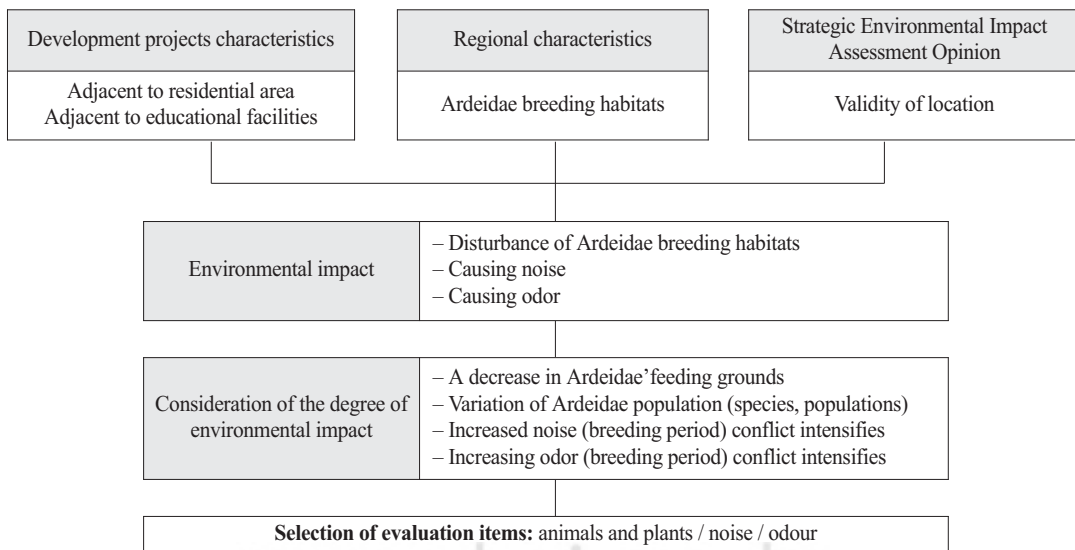 Development projects characteristics
Adjacent to residential area
Adjacent to educational facilities
Regional characteristics
Ardeidae breeding habitats
Strategic Environmental Impact
Assessment Opinion
Validity of location
Environmental impact
– Disturbance of Ardeidae breeding habitats
– Causing noise
– Causing odor
Consideration of the degree of
environmental impact
– A decrease in Ardeidae’feeding grounds
– Variation of Ardeidae population (species, populations)
– Increased noise (breeding period) conflict intensifies
– Increasing odor (breeding period) conflict intensifies
Selection of evaluation items: animals and plants / noise / odour